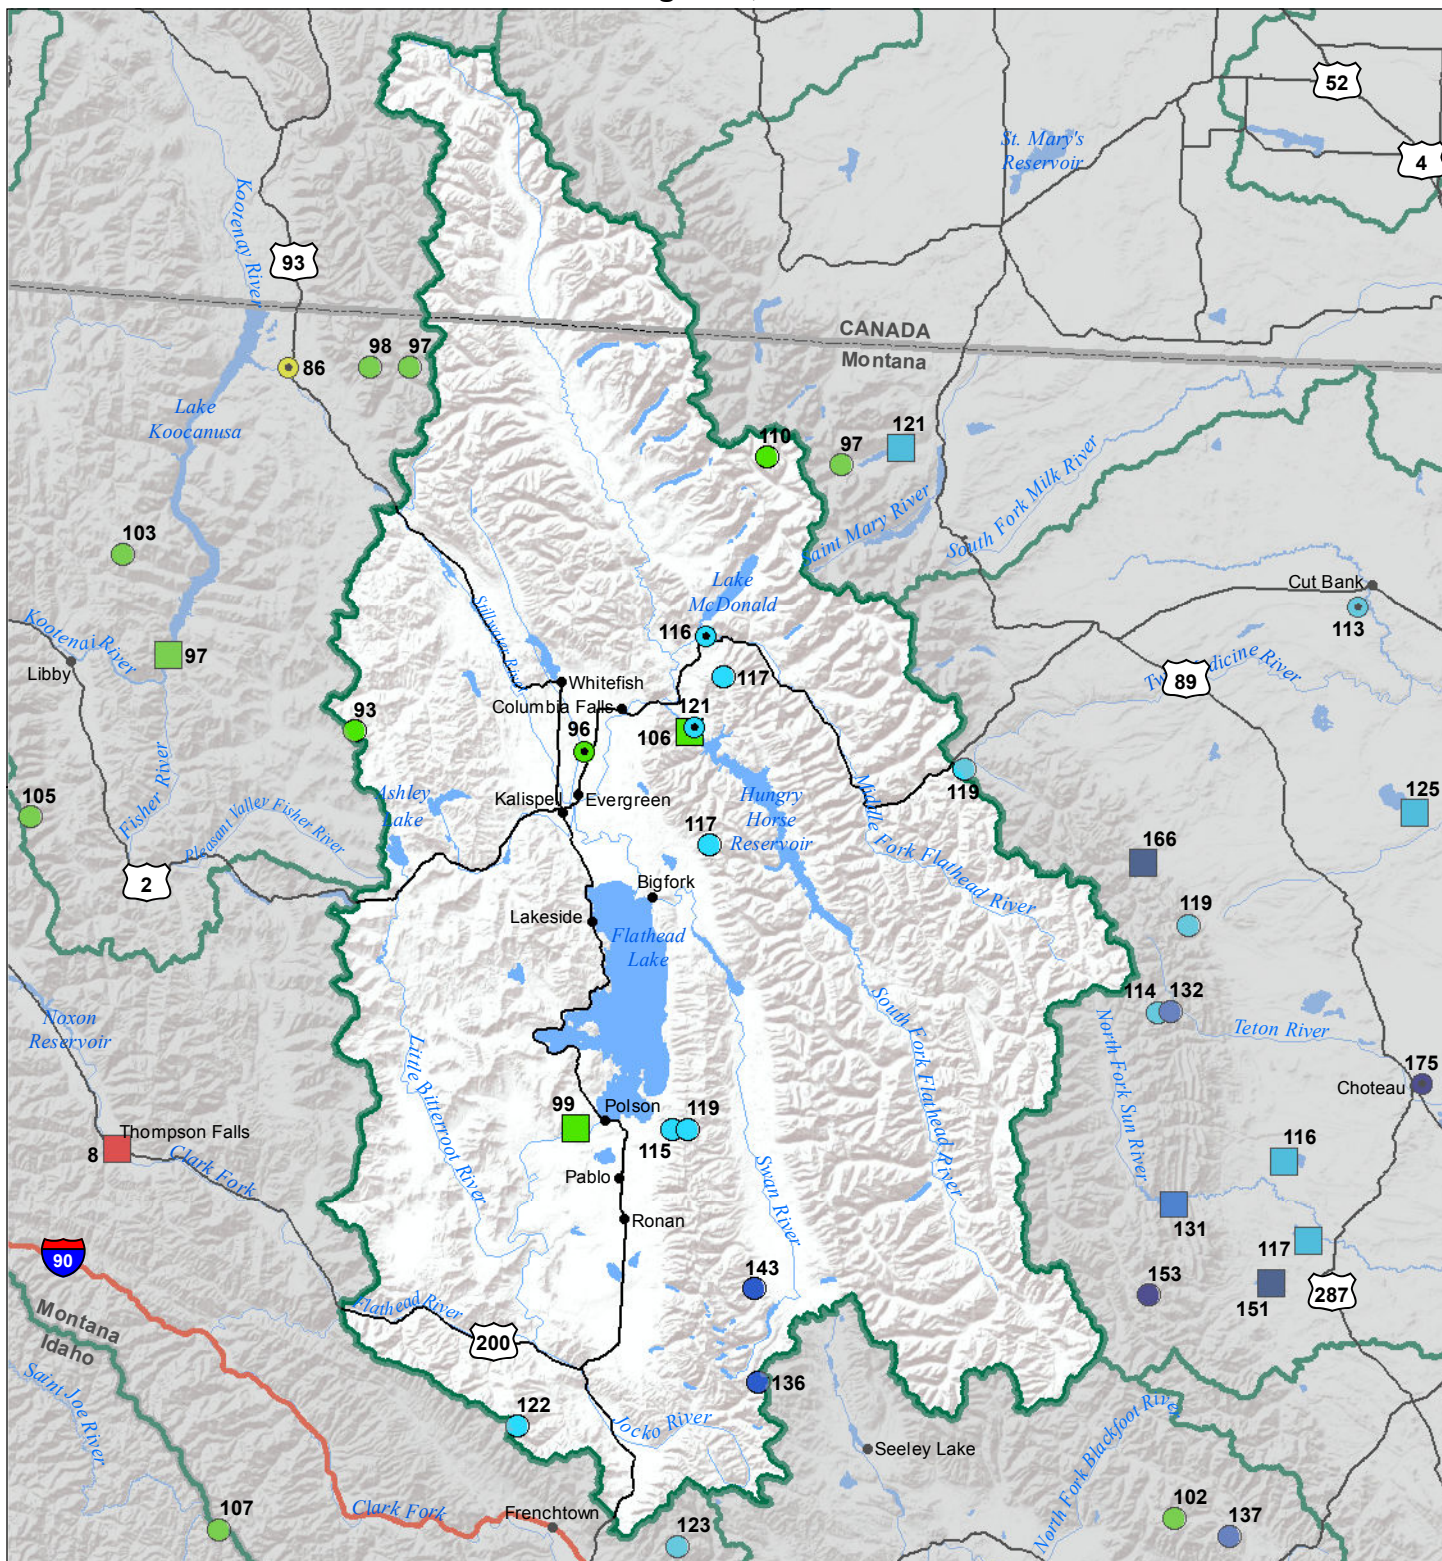 52
4
St. Mary's
Reservoir
Kootenay River
93
CANADA
Montana
98
97
86
Lake
Koocanusa
110
97
121
Saint Mary River
South Fork Milk River
103
Cut Bank
113
Lake
McDonald
Stillwater River
116
Kootenai River
Libby
97
117
89
Whitefish
Columbia Falls
121
106
93
96
119
Fisher River
Pleasant Valley Fisher River
105
2
Ashley
Lake
Kalispell
Evergreen
Hungry
Horse
Reservoir
Middle Fork Flathead River
117
125
166
119
Bigfork
Lakeside
Flathead
Lake
114
132
Teton River
Noxon
Reservoir
Little Bitterroot River
South Fork Flathead River
North Fork Sun River
175
Choteau
Thompson Falls
8
Clark Fork
99
Polson
119
115
Pablo
Ronan
Swan River
116
131
117
90
Montana
Idaho
143
153
151
287
Flathead River
200
136
Saint Joe River
122
Jocko River
Seeley Lake
North Fork Blackfoot River
Clark Fork
Frenchtown
107
123
102
137